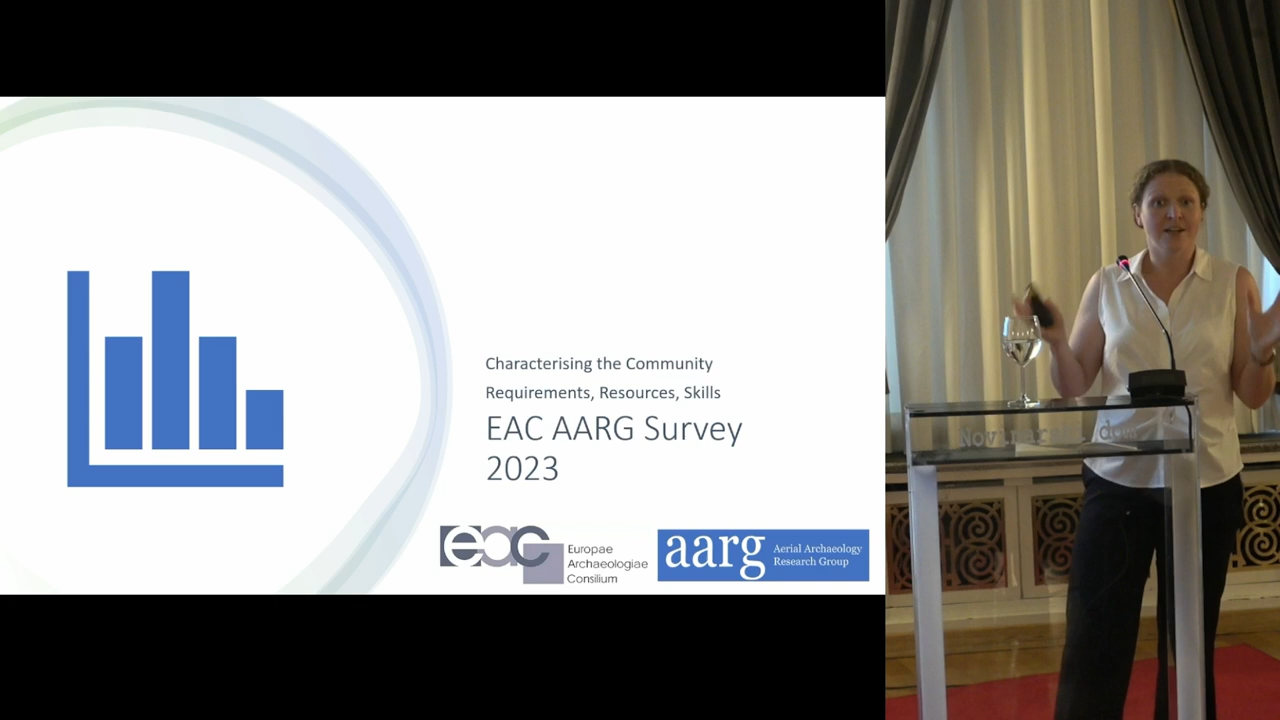 Characterising the Community
Requirements, Resources, Skills
EAC AARG Survey
2023
eac
Europae
Archaeologiae
Consilium
aarg
Aerial Archaeology
Research Group